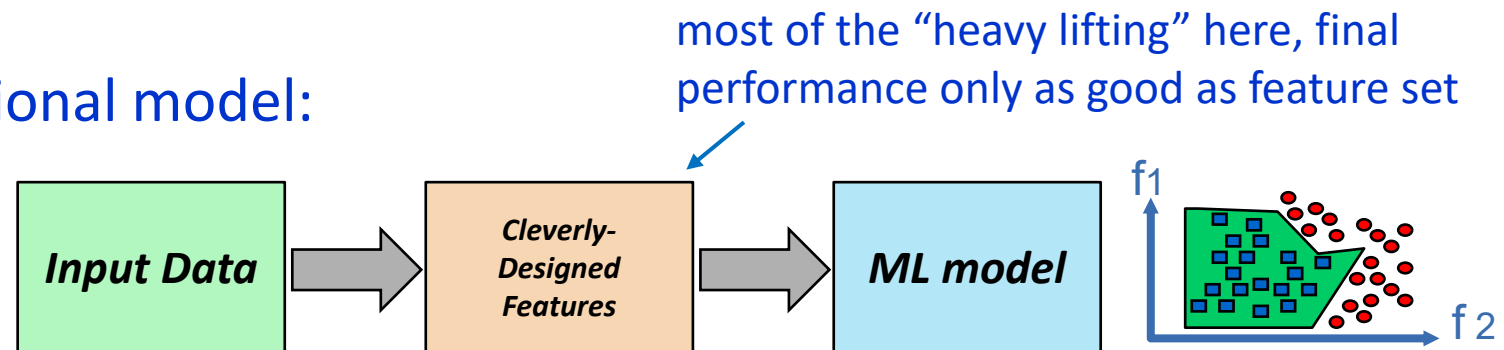 most of the “heavy lifting” here, final
performance only as good as feature set
ional model:
Input Data
Cleverly-
Designed
Features
ML model
f1
f 2